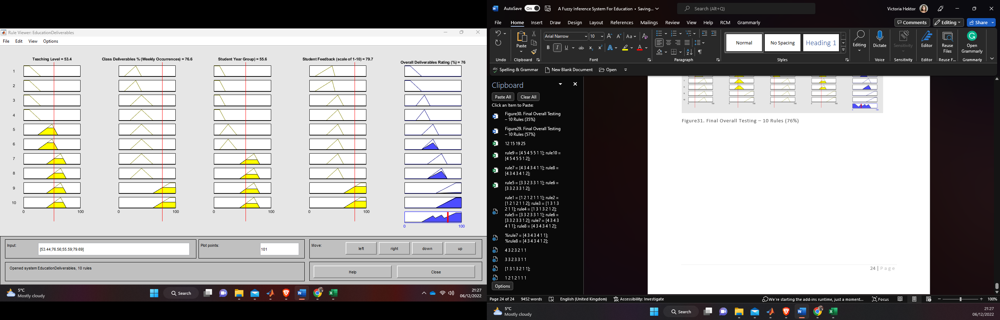 Rule Viewer: EducationDeliverables
File Edit View Options
Teaching Level = 53.4
Class Deliverables % (Weekly Occurrences) = 76.6
Student Year Group) = 55.6
Student Feedback (scale of 1-10) = 79.7
Overall Deliverables Rating (%) = 76
1
2
3
4
5
6
7
8
9
10
0 100
0 100
0 100
0 100
0 100
Input:
[53.44;76.56;55.59;79.69]
Plot points:
101
Move:
left right down up
Opened system EducationDeliverables, 10 rules
Help Close
5°C
Mostly cloudy
Search
21:27
06/12/2022
AutoSave On
A Fuzzy Inference System For Education • Saving...
Search (Alt+Q)
Victoria Hektor
File Home Insert Draw Design Layout References Mailings Review View Help RCM Grammarly
Comments Editing Share
Paste
Arial Narrow 10
Normal
No Spacing
Heading 1
Editing
Dictate
Sensitivity
Editor
Reuse
Files
Open
Grammarly
Undo Clipboard Font Paragraph Styles Voice Sensitivity Editor Reuse F... Grammarly
Spelling & Grammar New Blank Document Open
Clipboard
Paste All Clear All
Click an Item to Paste:
Figure30. Final Overall Testing
– 10 Rules (35%)
Figure29. Final Overall Testing
– 10 Rules (57%)
12 15 19 25
rule9 = [4 5 4 5 5 1 1]; rule10 =
[4 5 4 5 5 1 2];
rule7 = [4 3 4 3 4 1 1]; rule8 =
[4 3 4 3 4 1 2];
rule5 = [3 3 2 3 3 1 1]; rule6 =
[3 3 2 3 3 1 2];
rule1 = [1 2 1 2 1 1 1]; rule2 =
[1 2 1 2 1 1 2]; rule3 = [1 3 1 3
2 1 1]; rule4 = [1 3 1 3 2 1 2];
rule5 = [3 3 2 3 3 1 1]; rule6 =
[3 3 2 3 3 1 2]; rule7 = [4 3 4 3
4 1 1]; rule8 = [4 3 4 3 4 1 2];
%rule7 = [4 3 4 3 4 1 1];
%rule8 = [4 3 4 3 4 1 2];
4 3 2 3 2 1 1
3 3 2 3 3 1 1
[1 3 1 3 2 1 1];
1 2 1 2 1 1 1
Options
Figure31. Final Overall Testing – 10 Rules (76%)
24 | Page
Page 24 of 24 9452 words English (United Kingdom) Accessibility: Investigate
We're starting the add-ins runtime, just a moment... Focus 100%
5°C
Mostly cloudy
Search
21:27
06/12/2022